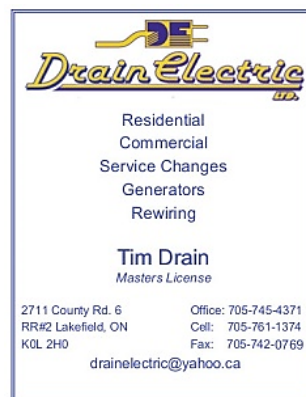 DE
Drain Electric
LTD.
Residential
Commercial
Service Changes
Generators
Rewiring
Tim Drain
Masters License
2711 County Rd. 6
RR#2 Lakefield, ON
K0L 2H0
Office: 705-745-4371
Cell: 705-761-1374
Fax: 705-742-0769
drainelectric@yahoo.ca